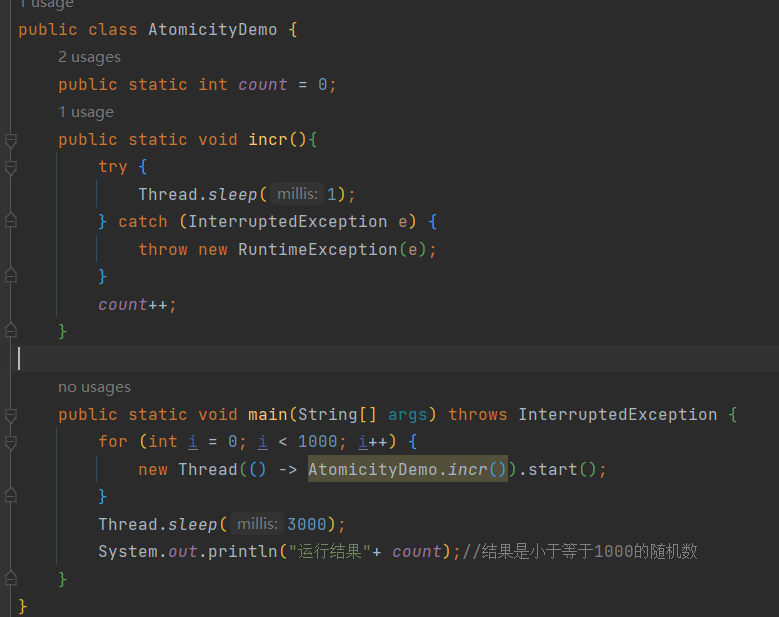 1 usage
public class AtomicityDemo {
2 usages
public static int count = 0;
1 usage
public static void incr(){
try {
Thread.sleep( millis: 1);
} catch (InterruptedException e) {
throw new RuntimeException(e);
}
count++;
}
no usages
public static void main(String[] args) throws InterruptedException {
for (int i = 0; i < 1000; i++) {
new Thread(() -> AtomicityDemo.incr()).start();
}
Thread.sleep( millis: 3000);
System.out.println("运行结果"+ count);//结果是小于等于1000的随机数
}
}